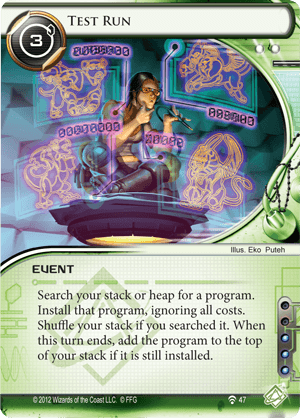 Test Run
3
Illus. Eko Puteh
EVENT
Search your stack or heap for a program.
Install that program, ignoring all costs.
Shuffle your stack if you searched it. When
this turn ends, add the program to the top
of your stack if it is still installed.
© 2012 Wizards of the Coast LLC. © FFG
47